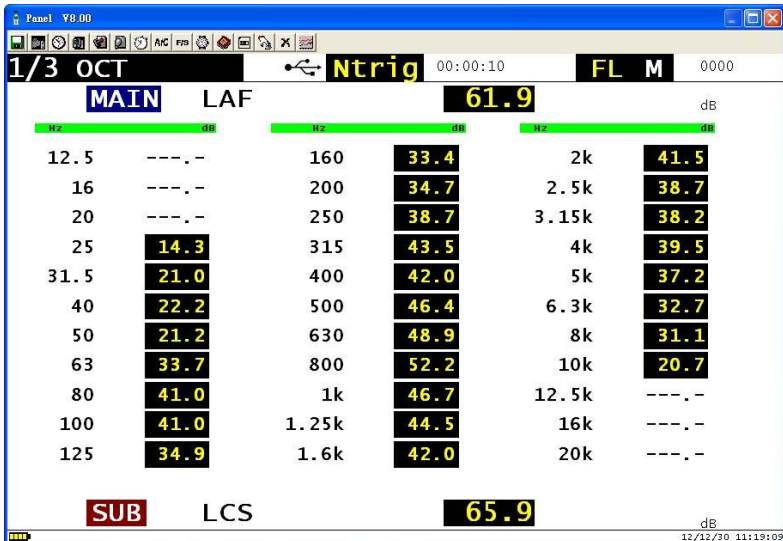 Panel V8.00
A/C F/S
1/3 OCT Ntrig 00:00:10 FL M 0000
MAIN LAF 61.9 dB
Hz dB Hz dB Hz dB
12.5 ---.- 160 33.4 2k 41.5
16 ---.- 200 34.7 2.5k 38.7
20 ---.- 250 38.7 3.15k 38.2
25 14.3 315 43.5 4k 39.5
31.5 21.0 400 42.0 5k 37.2
40 22.2 500 46.4 6.3k 32.7
50 21.2 630 48.9 8k 31.1
63 33.7 800 52.2 10k 20.7
80 41.0 1k 46.7 12.5k ---.-
100 41.0 1.25k 44.5 16k ---.-
125 34.9 1.6k 42.0 20k ---.-
SUB LCS 65.9 dB
12/12/30